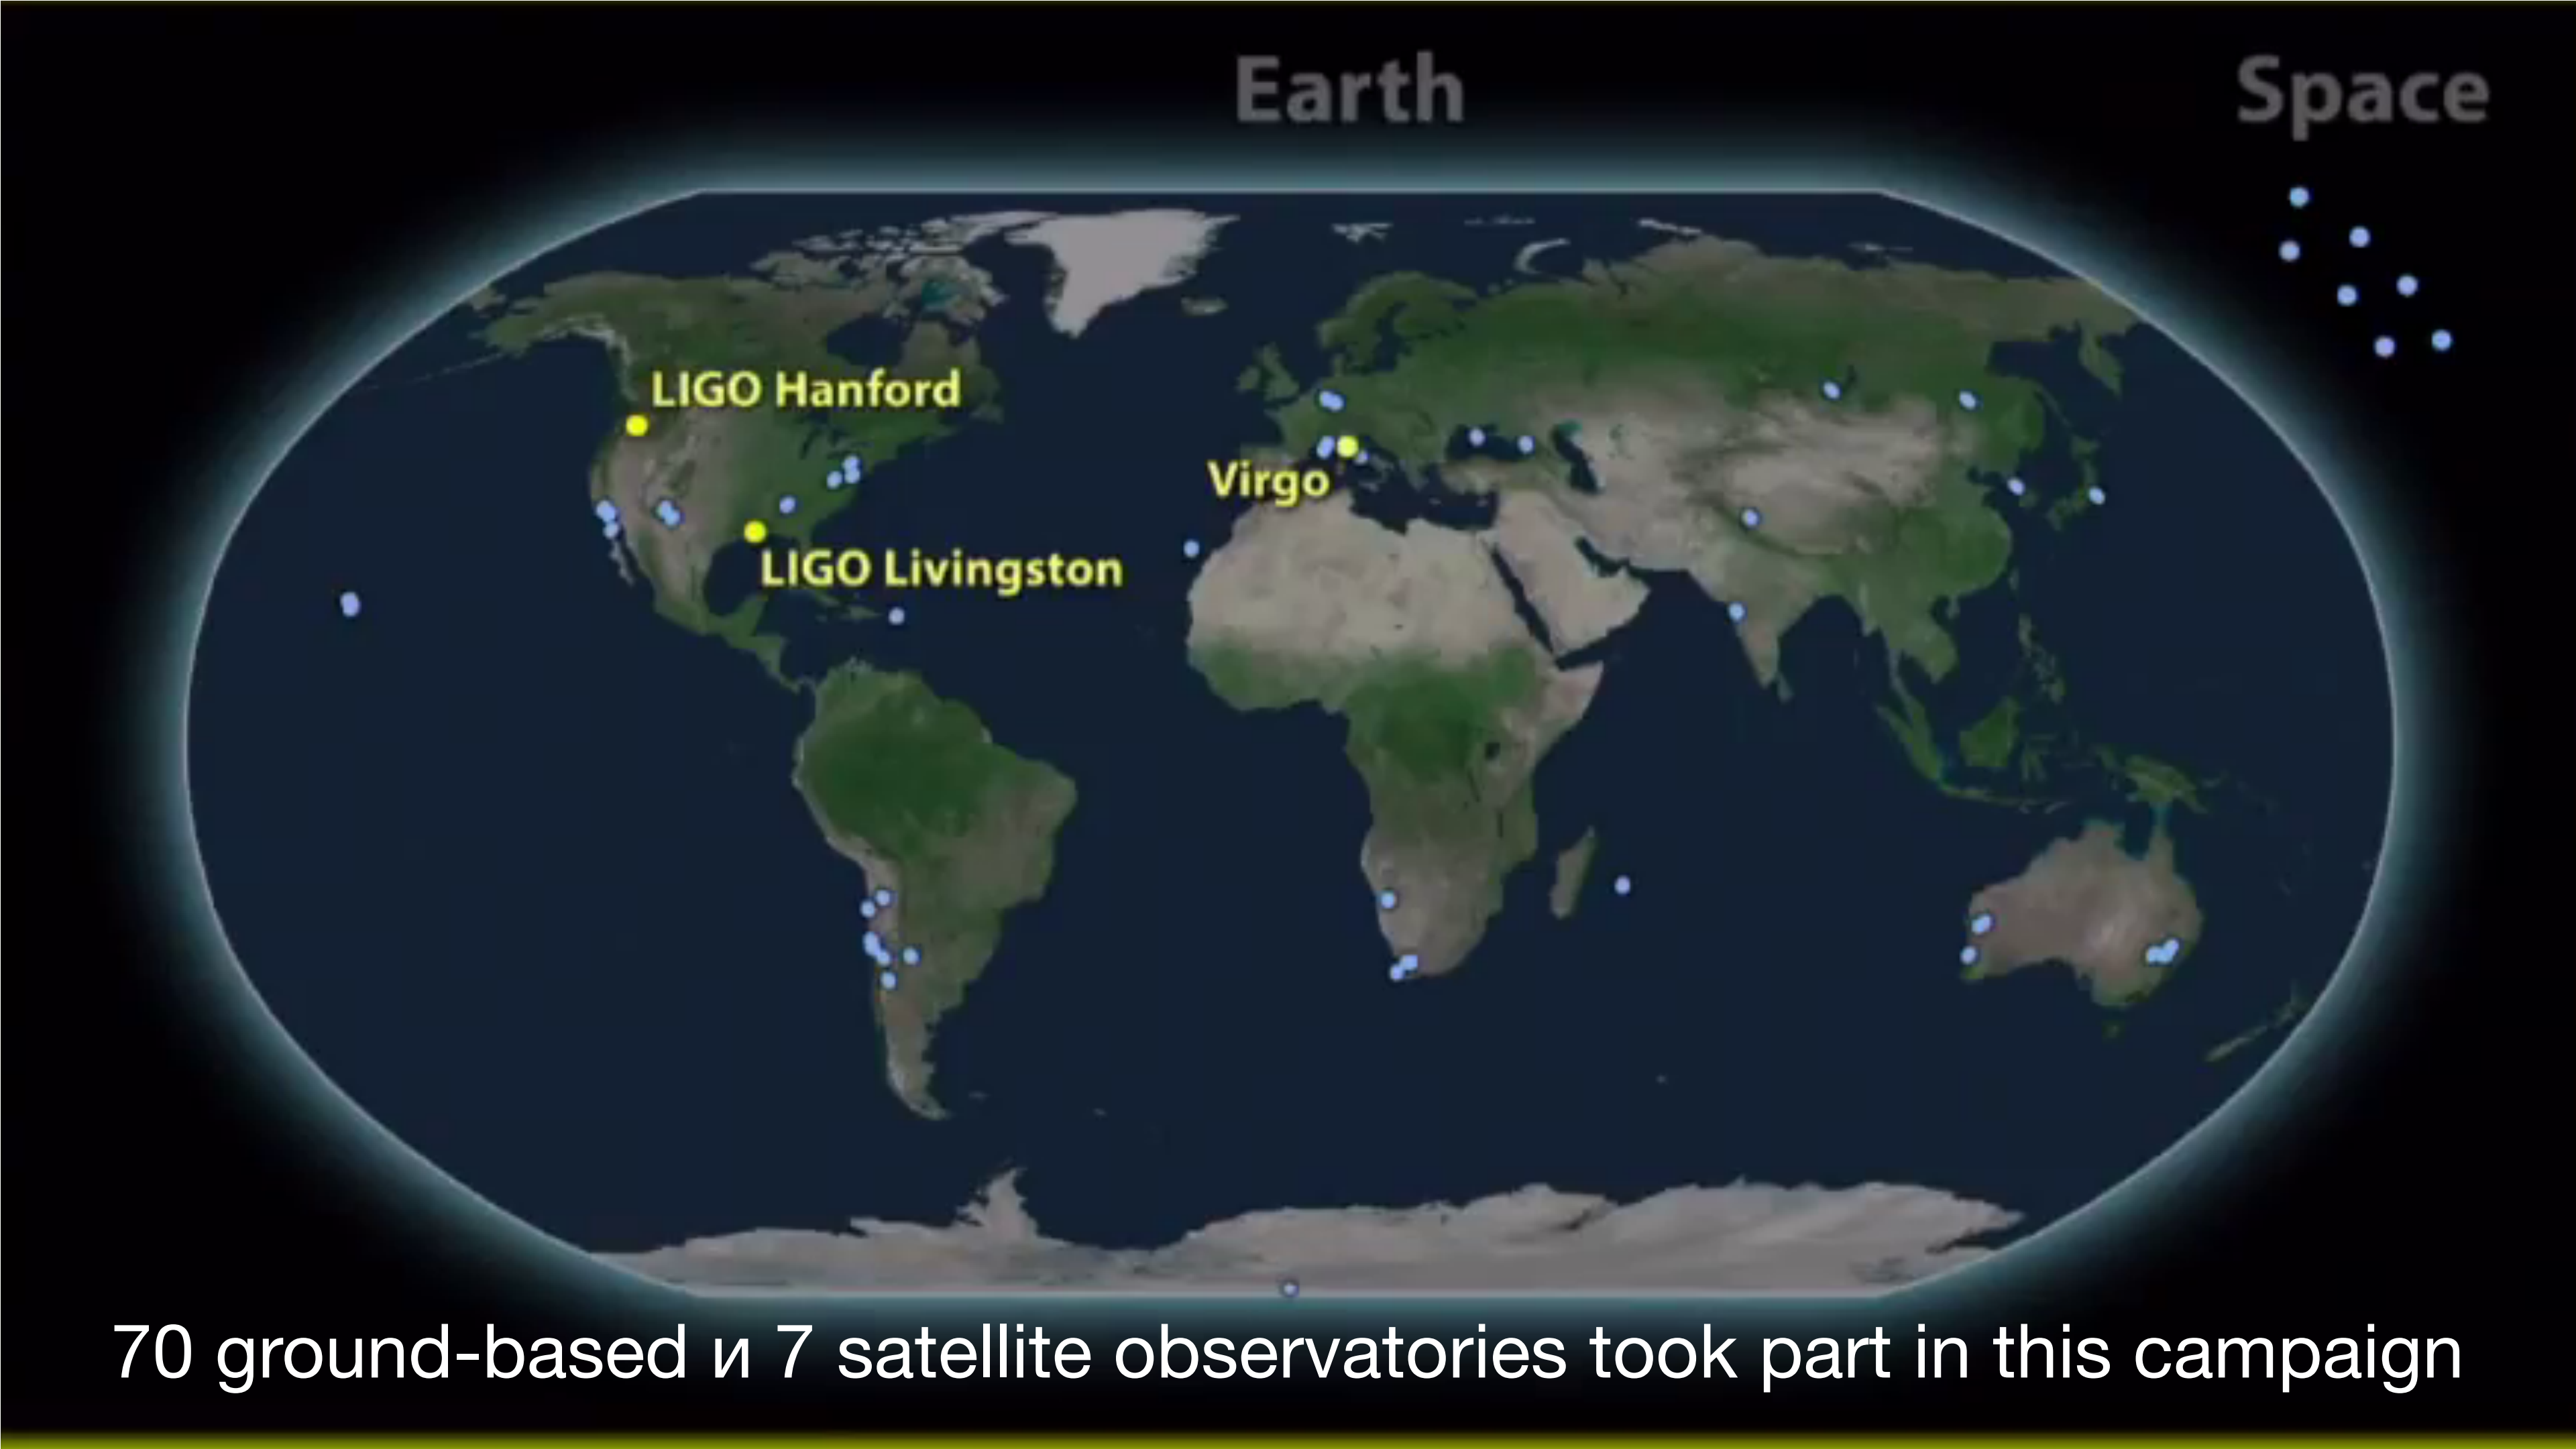 Earth
Space
LIGO Hanford
Virgo
LIGO Livingston
70 ground-based и 7 satellite observatories took part in this campaign